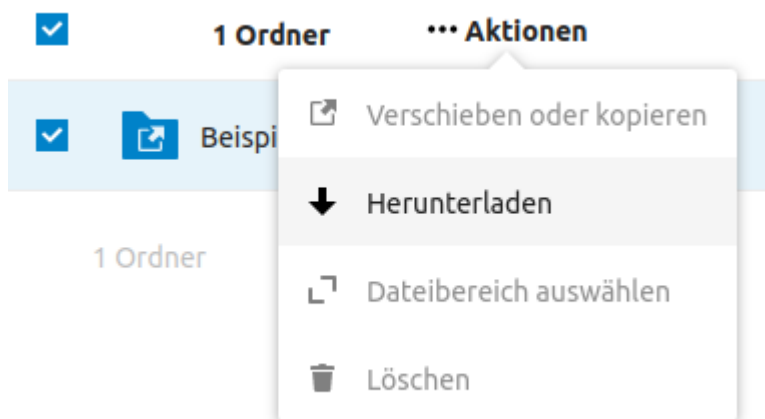 1 Ordner
••• Aktionen
Beispi
Verschieben oder kopieren
Herunterladen
1 Ordner
Dateibereich auswählen
Löschen